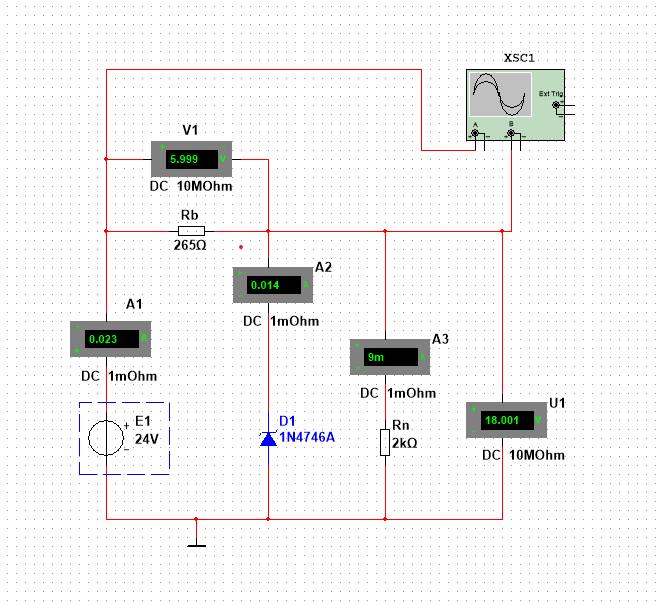 XSC1
Ext Trig
+
−
A
B
+ − + −
V1
+ −
5.999 V
DC 10MOhm
Rb
265Ω
A2
+
0.014 A
−
DC 1mOhm
A1
−
0.023 A
+
DC 1mOhm
A3
+
9m A
−
DC 1mOhm
E1
+
24V
−
D1
1N4746A
Rn
2kΩ
U1
+
18.001 V
−
DC 10MOhm